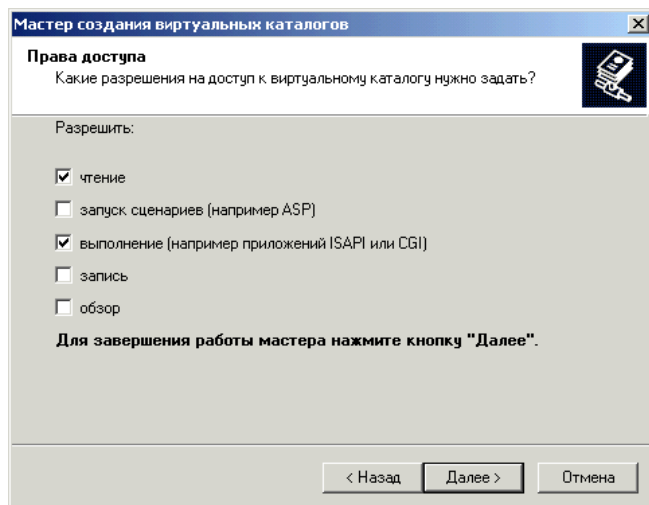 Мастер создания виртуальных каталогов
Права доступа
Какие разрешения на доступ к виртуальному каталогу нужно задать?
Разрешить:
чтение
запуск сценариев (например ASP)
выполнение (например приложений ISAPI или CGI)
запись
обзор
Для завершения работы мастера нажмите кнопку "Далее".
< Назад Далее > Отмена